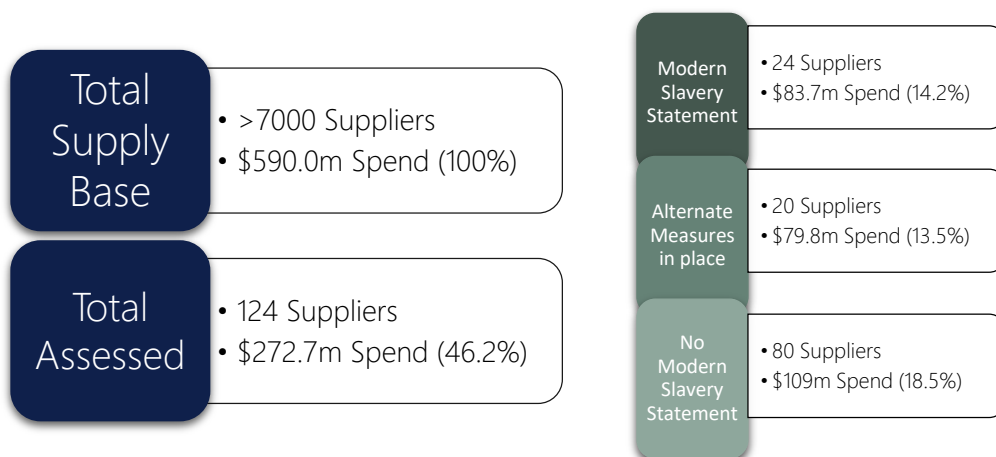 Total
Supply
Base
• >7000 Suppliers
• $590.0m Spend (100%)
Total
Assessed
• 124 Suppliers
• $272.7m Spend (46.2%)
Modern
Slavery
Statement
• 24 Suppliers
• $83.7m Spend (14.2%)
Alternate
Measures
in place
• 20 Suppliers
• $79.8m Spend (13.5%)
No
Modern
Slavery
Statement
• 80 Suppliers
• $109m Spend (18.5%)